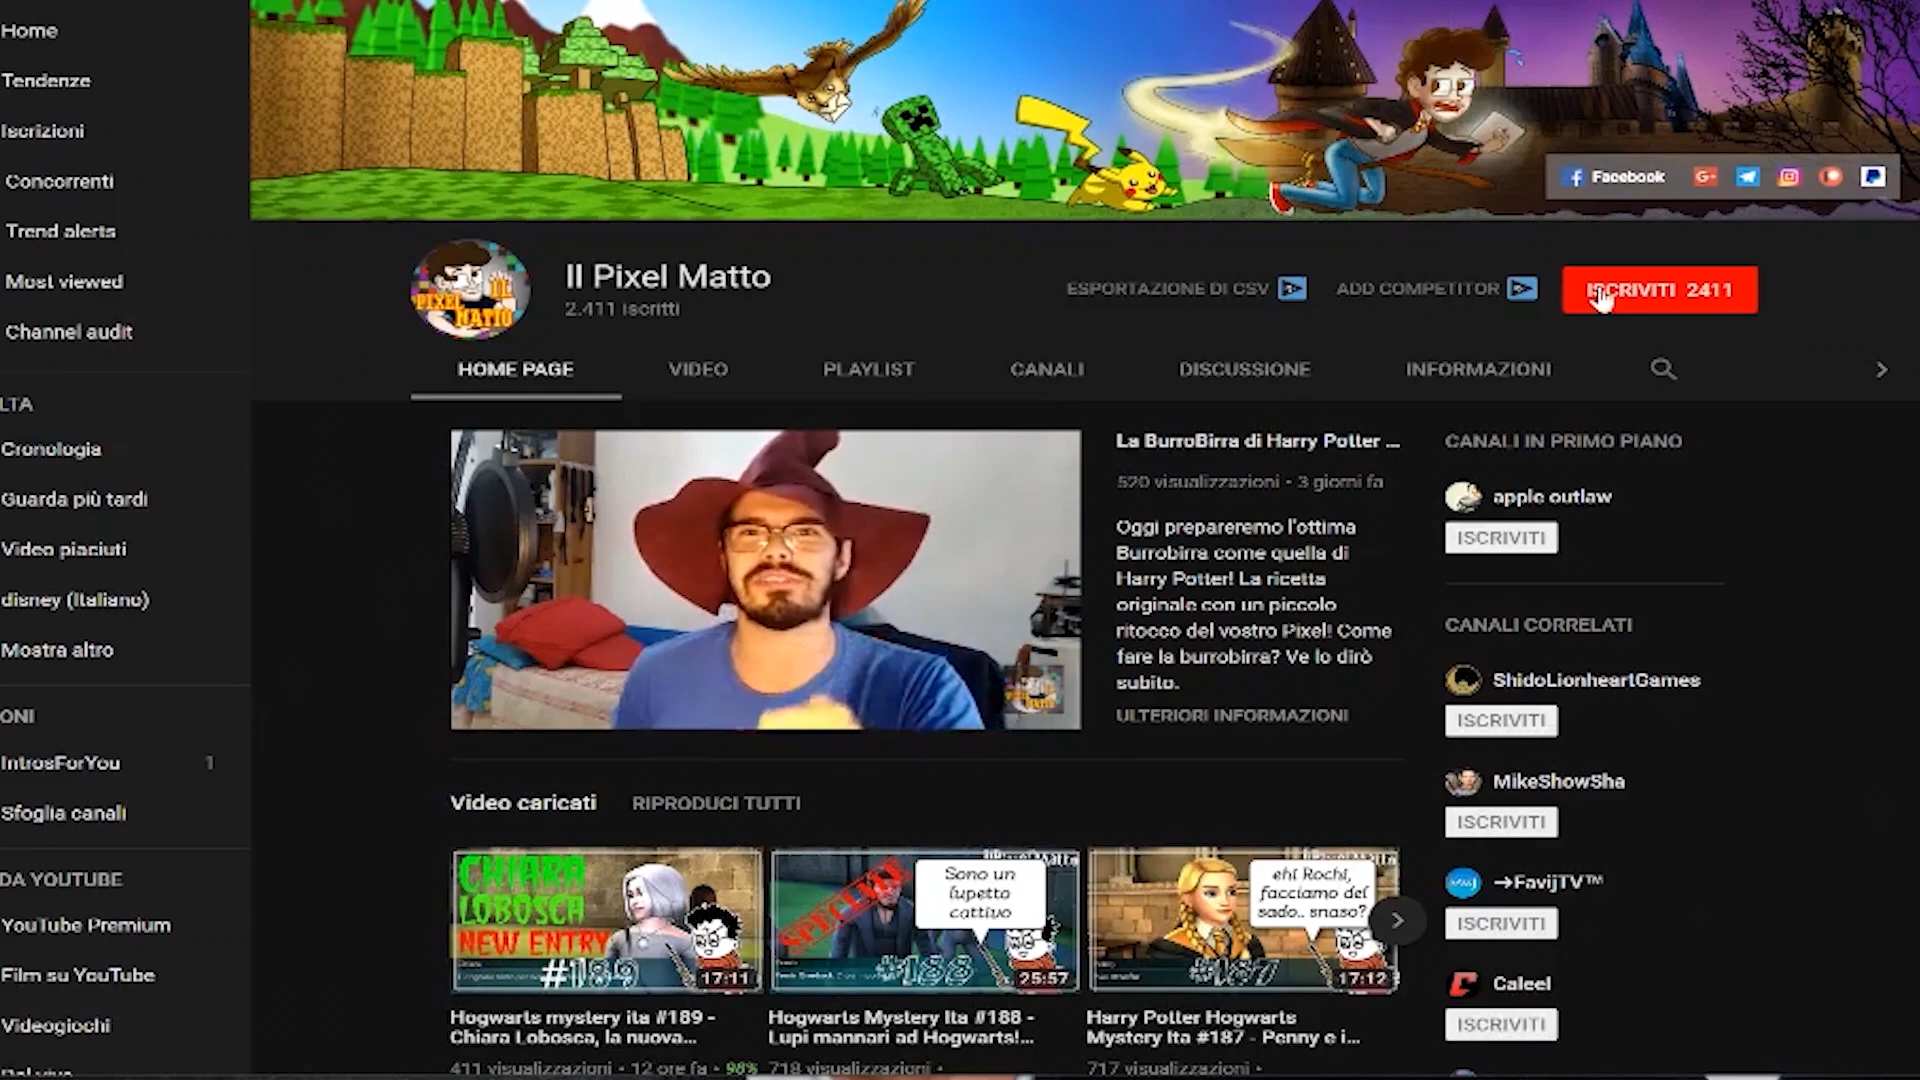 Home
Tendenze
Iscrizioni
Concorrenti
Trend alerts
Most viewed
Channel audit
LTA
Cronologia
Guarda più tardi
Video piaciuti
disney (Italiano)
Mostra altro
ONI
IntrosForYou 1
Sfoglia canali
DA YOUTUBE
YouTube Premium
Film su YouTube
Videogiochi
Facebook
PIXEL IL
MATTO
Il Pixel Matto
2.411 iscritti
ESPORTAZIONE DI CSV
ADD COMPETITOR
ISCRIVITI 2411
HOME PAGE VIDEO PLAYLIST CANALI DISCUSSIONE INFORMAZIONI
La BurroBirra di Harry Potter ...
520 visualizzazioni • 3 giorni fa
Oggi prepareremo l'ottima
Burrobirra come quella di
Harry Potter! La ricetta
originale con un piccolo
ritocco del vostro Pixel! Come
fare la burrobirra? Ve lo dirò
subito.
ULTERIORI INFORMAZIONI
CANALI IN PRIMO PIANO
apple outlaw
ISCRIVITI
CANALI CORRELATI
ShidoLionheartGames
ISCRIVITI
MikeShowSha
ISCRIVITI
→FavijTV™
ISCRIVITI
Caleel
ISCRIVITI
Video caricati RIPRODUCI TUTTI
CHIARA
LOBOSCA
NEW ENTRY
#189
17:11
SPECIALE
Sono un
lupetto
cattivo
#188
25:57
ehi Rochi,
facciamo del
sado.. snaso?
#187
17:12
Hogwarts mystery ita #189 -
Chiara Lobosca, la nuova...
411 visualizzazioni • 12 ore fa • 98%
Hogwarts Mystery Ita #188 -
Lupi mannari ad Hogwarts!...
718 visualizzazioni •
Harry Potter Hogwarts
Mystery Ita #187 - Penny e i...
717 visualizzazioni •